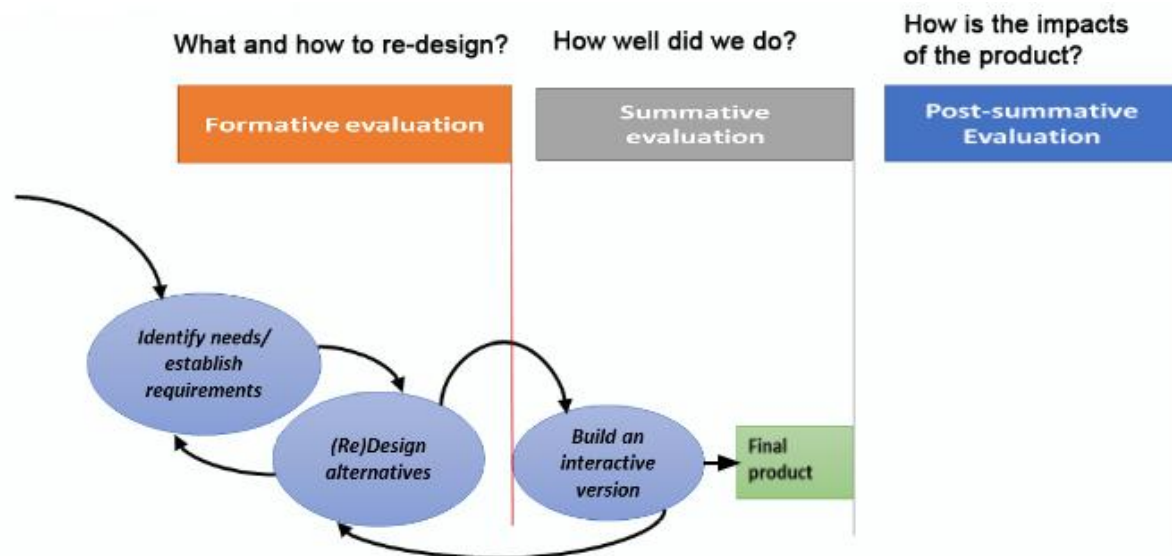 What and how to re-design?
How well did we do?
How is the impacts
of the product?
Formative evaluation
Summative
evaluation
Post-summative
Evaluation
Identify needs/
establish
requirements
(Re)Design
alternatives
Build an
interactive
version
Final
product